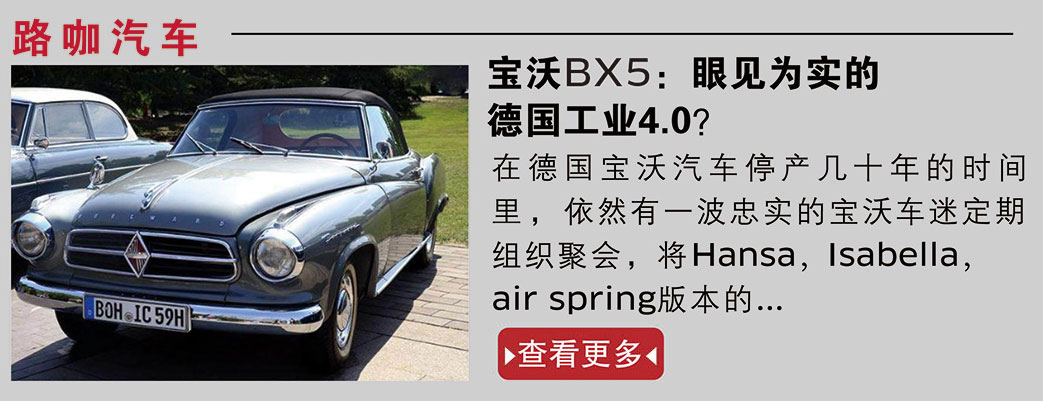 路咖汽车
宝沃BX5：眼见为实的
德国工业4.0?
在德国宝沃汽车停产几十年的时间
里，依然有一波忠实的宝沃车迷定期
组织聚会，将Hansa，Isabella，
air spring版本的...
查看更多
BORGWARD
BOH IC 59H